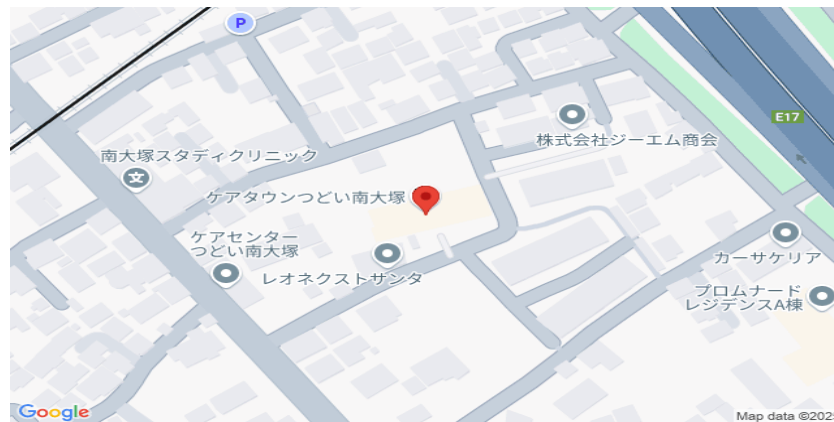 P
E17
株式会社ジーエム商会
南大塚スタディクリニック
文
ケアタウンつどい南大塚
ケアセンター
つどい南大塚
レオネクストサンタ
カーサケリア
プロムナード
レジデンスA棟
Google
Map data ©202